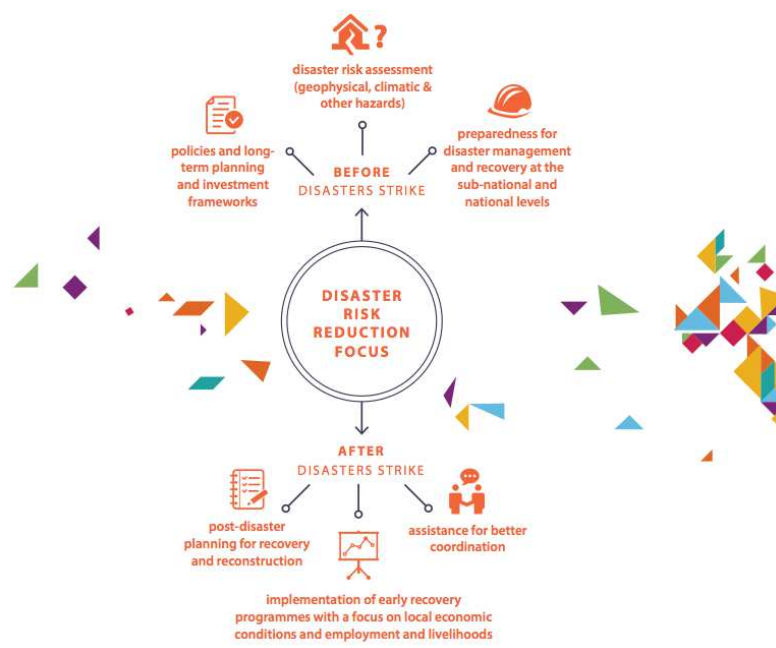 ?
disaster risk assessment
(geophysical, climatic &
other hazards)
policies and long-
term planning
and investment
frameworks
preparedness for
disaster management
and recovery at the
sub-national and
national levels
BEFORE
DISASTERS STRIKE
DISASTER
RISK
REDUCTION
FOCUS
AFTER
DISASTERS STRIKE
post-disaster
planning for recovery
and reconstruction
assistance for better
coordination
implementation of early recovery
programmes with a focus on local economic
conditions and employment and livelihoods